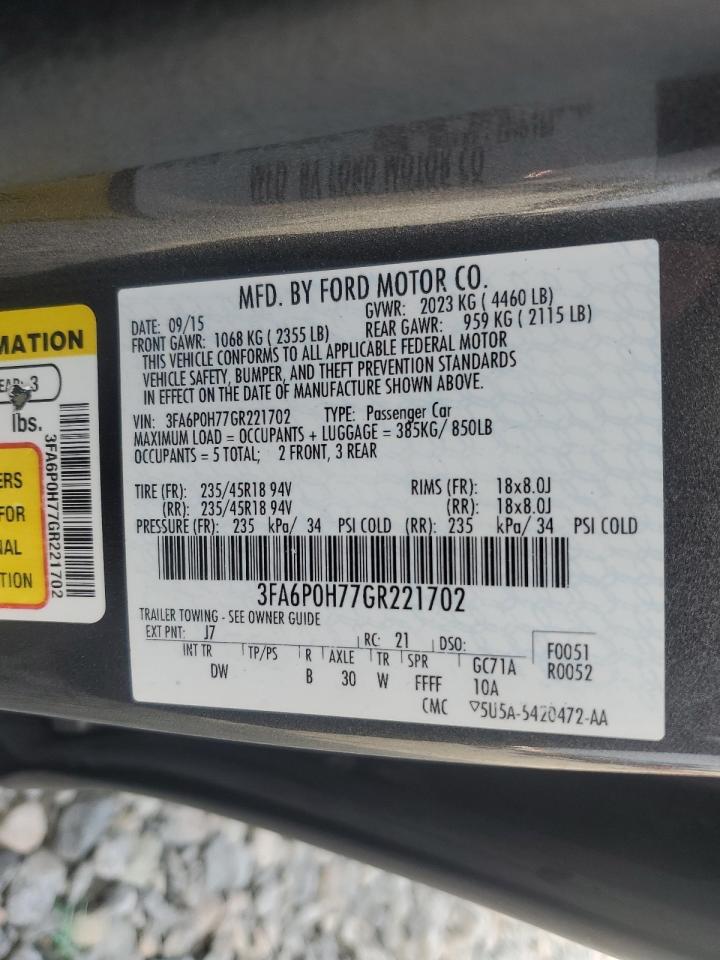 MFD. BY FORD MOTOR CO.
DATE: 09/15 GVWR: 2023 KG ( 4460 LB)
FRONT GAWR: 1068 KG ( 2355 LB) REAR GAWR: 959 KG ( 2115 LB)
THIS VEHICLE CONFORMS TO ALL APPLICABLE FEDERAL MOTOR
VEHICLE SAFETY, BUMPER, AND THEFT PREVENTION STANDARDS
IN EFFECT ON THE DATE OF MANUFACTURE SHOWN ABOVE.
VIN: 3FA6P0H77GR221702 TYPE: Passenger Car
MAXIMUM LOAD = OCCUPANTS + LUGGAGE = 385KG/ 850LB
OCCUPANTS = 5 TOTAL; 2 FRONT, 3 REAR
TIRE (FR): 235/45R18 94V RIMS (FR): 18x8.0J
(RR): 235/45R18 94V (RR): 18x8.0J
PRESSURE (FR): 235 kPa/ 34 PSI COLD (RR): 235 kPa/ 34 PSI COLD
3FA6P0H77GR221702
TRAILER TOWING - SEE OWNER GUIDE
EXT PNT: J7 RC: 21 DSO: F0051
INT TR TP/PS R AXLE TR SPR GC71A R0052
DW B 30 W FFFF 10A
CMC ▽5U5A-5420472-AA
MATION
3
lbs.
ERS
FOR
NAL
TION
3FA6P0H77GR221702